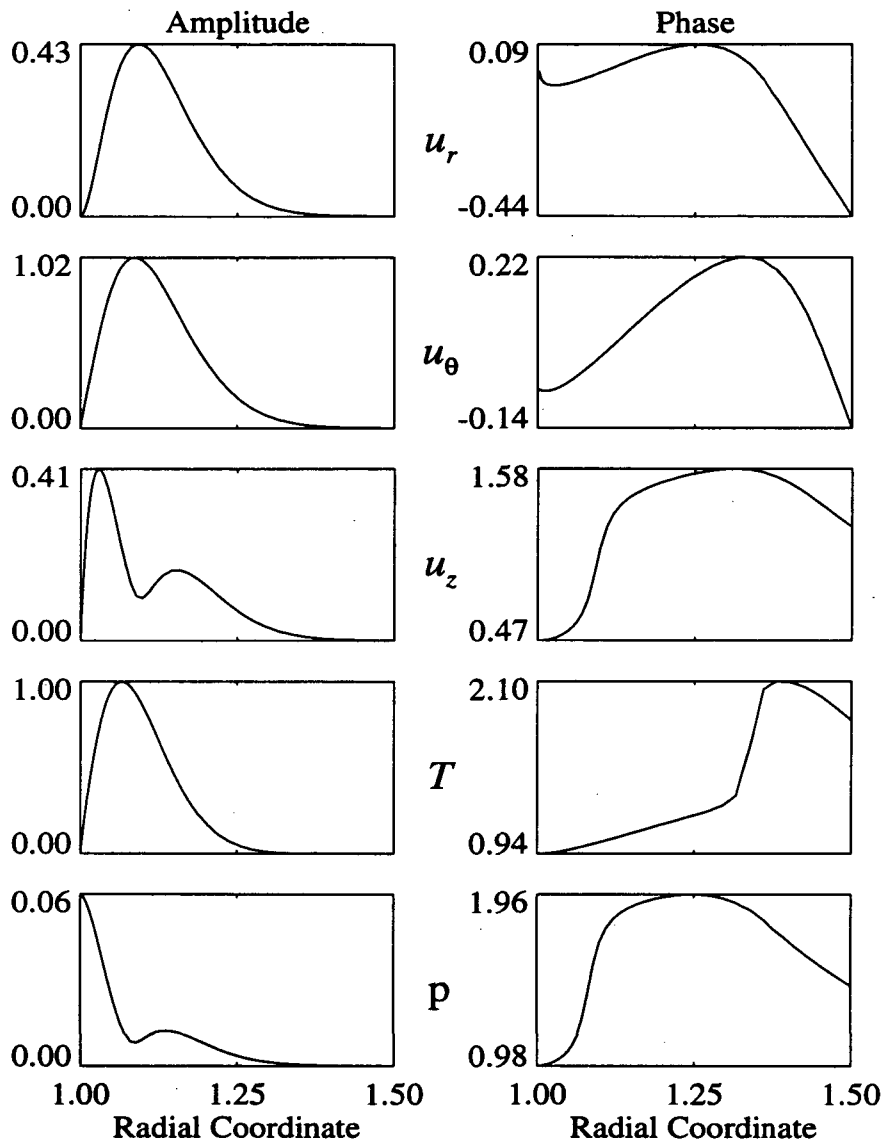 Amplitude Phase
0.43 0.09
u_r
0.00 -0.44
1.02 0.22
u_θ
0.00 -0.14
0.41 1.58
u_z
0.00 0.47
1.00 2.10
T
0.00 0.94
0.06 1.96
p
0.00 0.98
1.00 1.25 1.50 1.00 1.25 1.50
Radial Coordinate Radial Coordinate